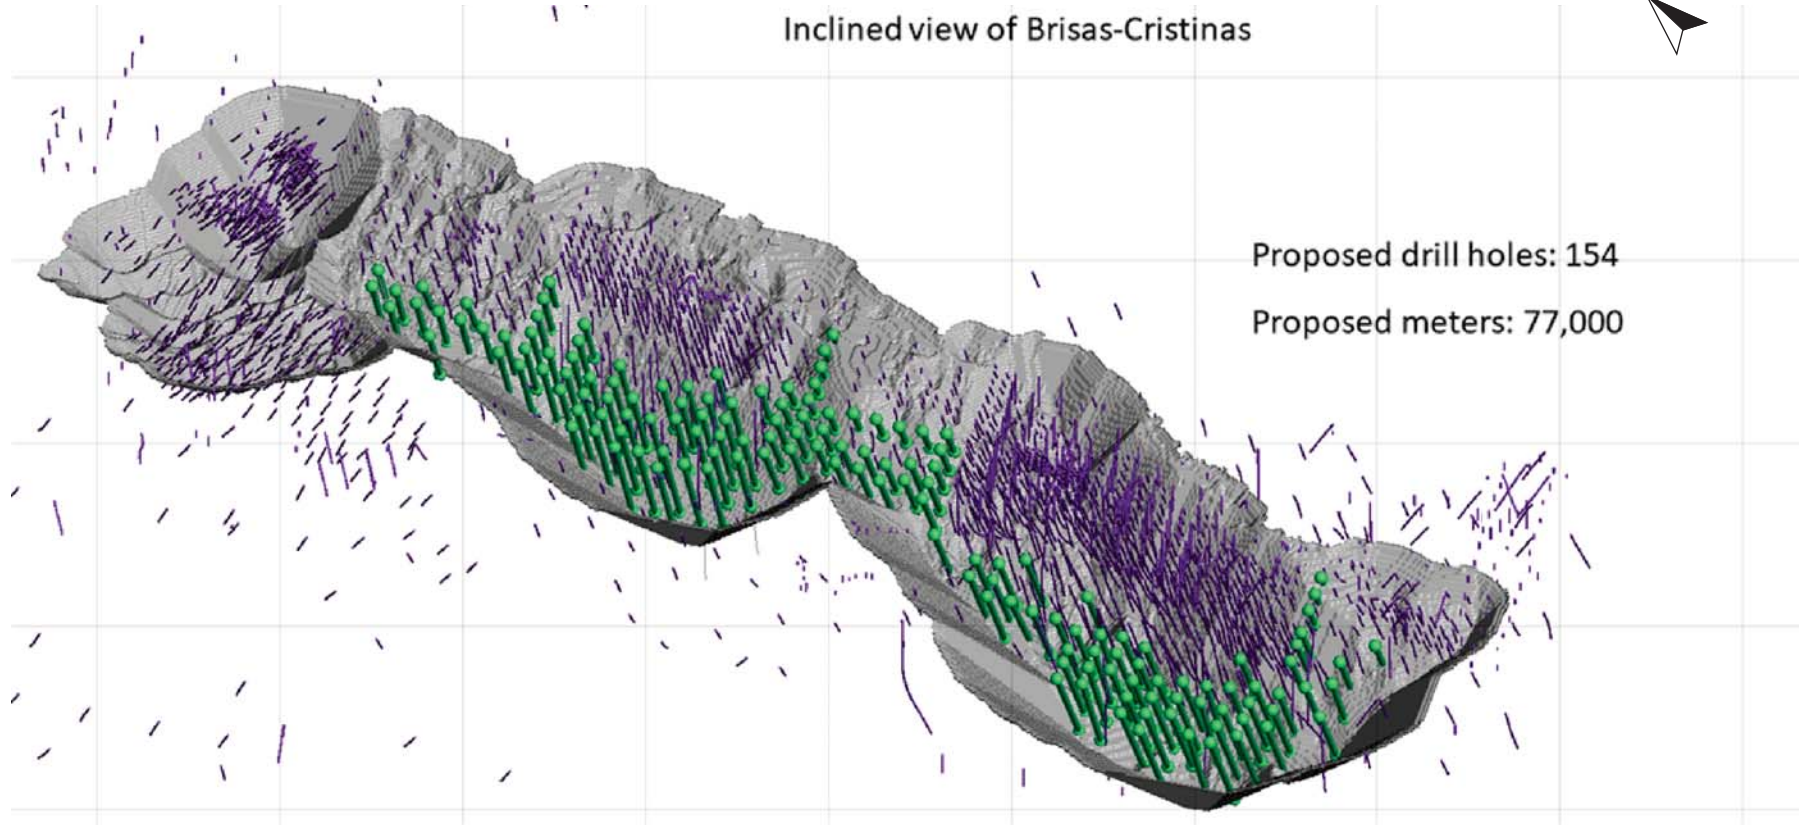 Inclined view of Brisas-Cristinas
Proposed drill holes: 154
Proposed meters: 77,000